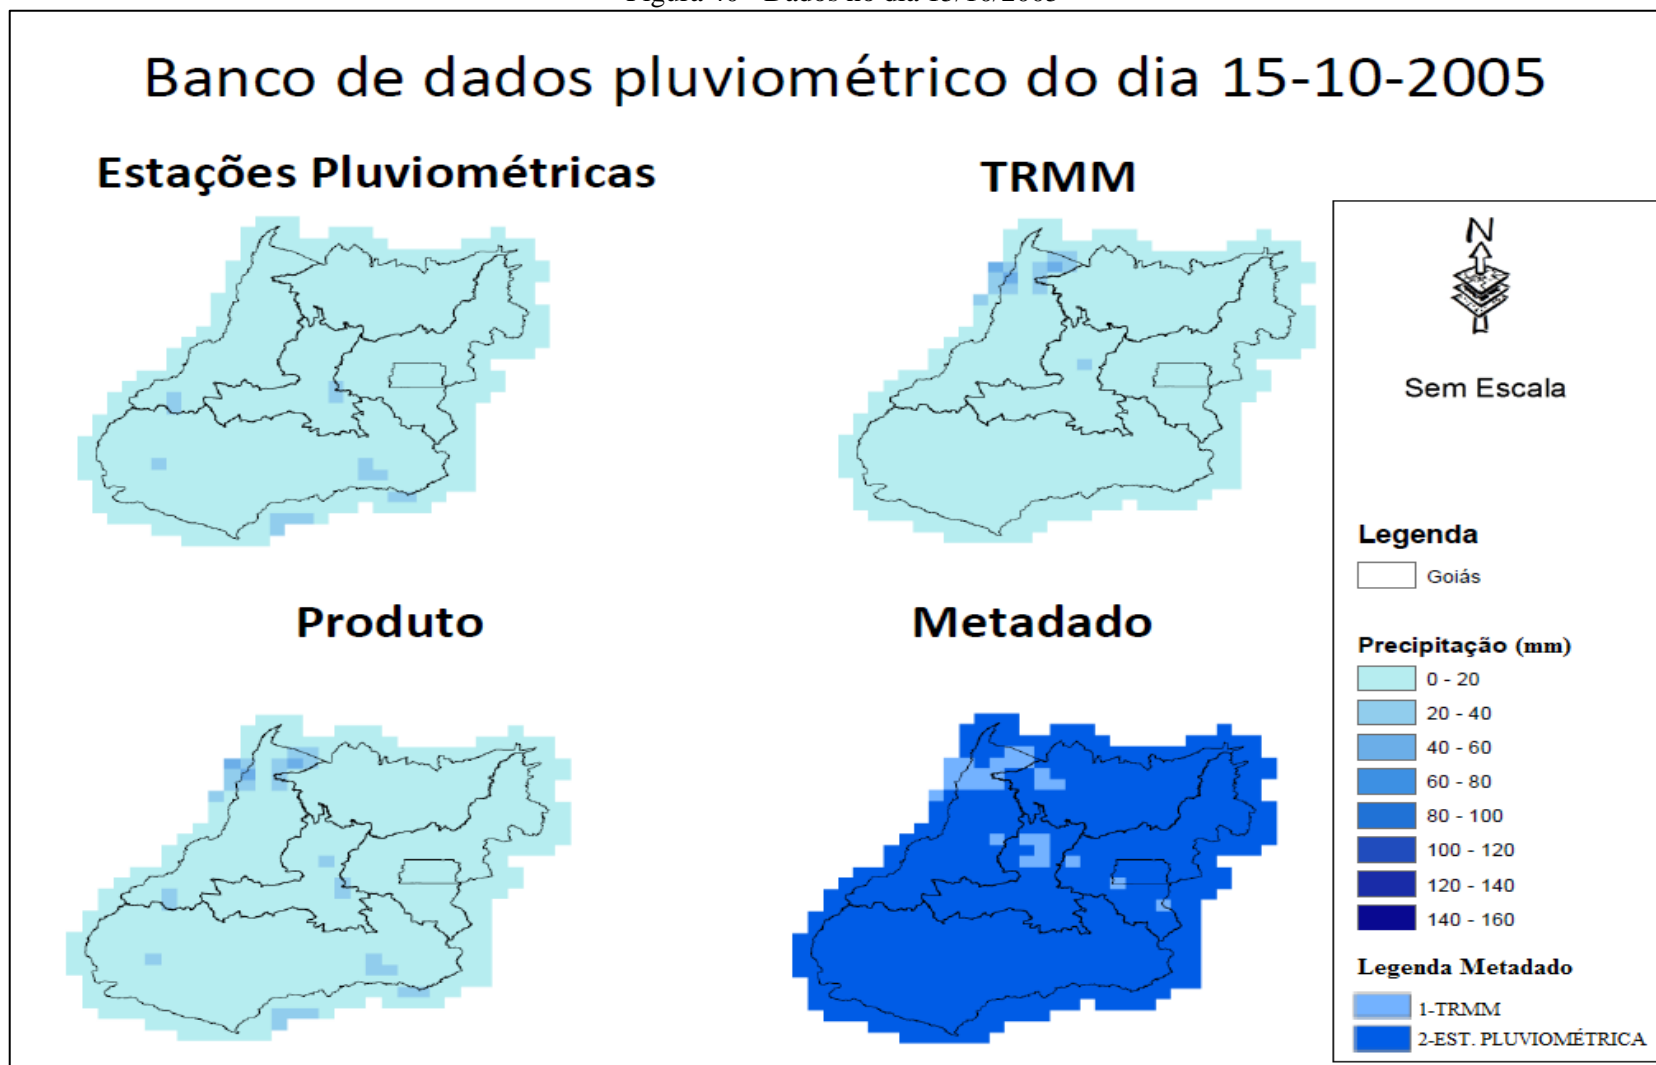 Banco de dados pluviométrico do dia 15-10-2005
Estações Pluviométricas
TRMM
N
Sem Escala
Legenda
Goiás
Produto
Metadado
Precipitação (mm)
0 - 20
20 - 40
40 - 60
60 - 80
80 - 100
100 - 120
120 - 140
140 - 160
Legenda Metadado
1-TRMM
2-EST. PLUVIOMÉTRICA